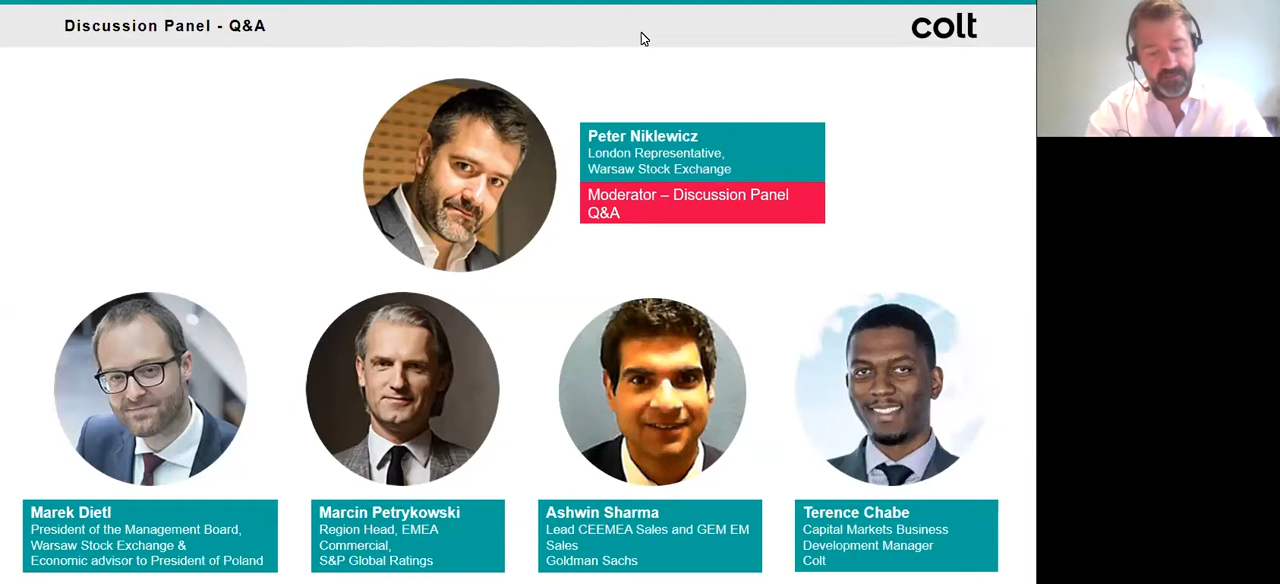 Discussion Panel - Q&A
colt
Peter Niklewicz
London Representative,
Warsaw Stock Exchange
Moderator – Discussion Panel
Q&A
Marek Dietl
President of the Management Board,
Warsaw Stock Exchange &
Economic advisor to President of Poland
Marcin Petrykowski
Region Head, EMEA
Commercial,
S&P Global Ratings
Ashwin Sharma
Lead CEEMEA Sales and GEM EM
Sales
Goldman Sachs
Terence Chabe
Capital Markets Business
Development Manager
Colt